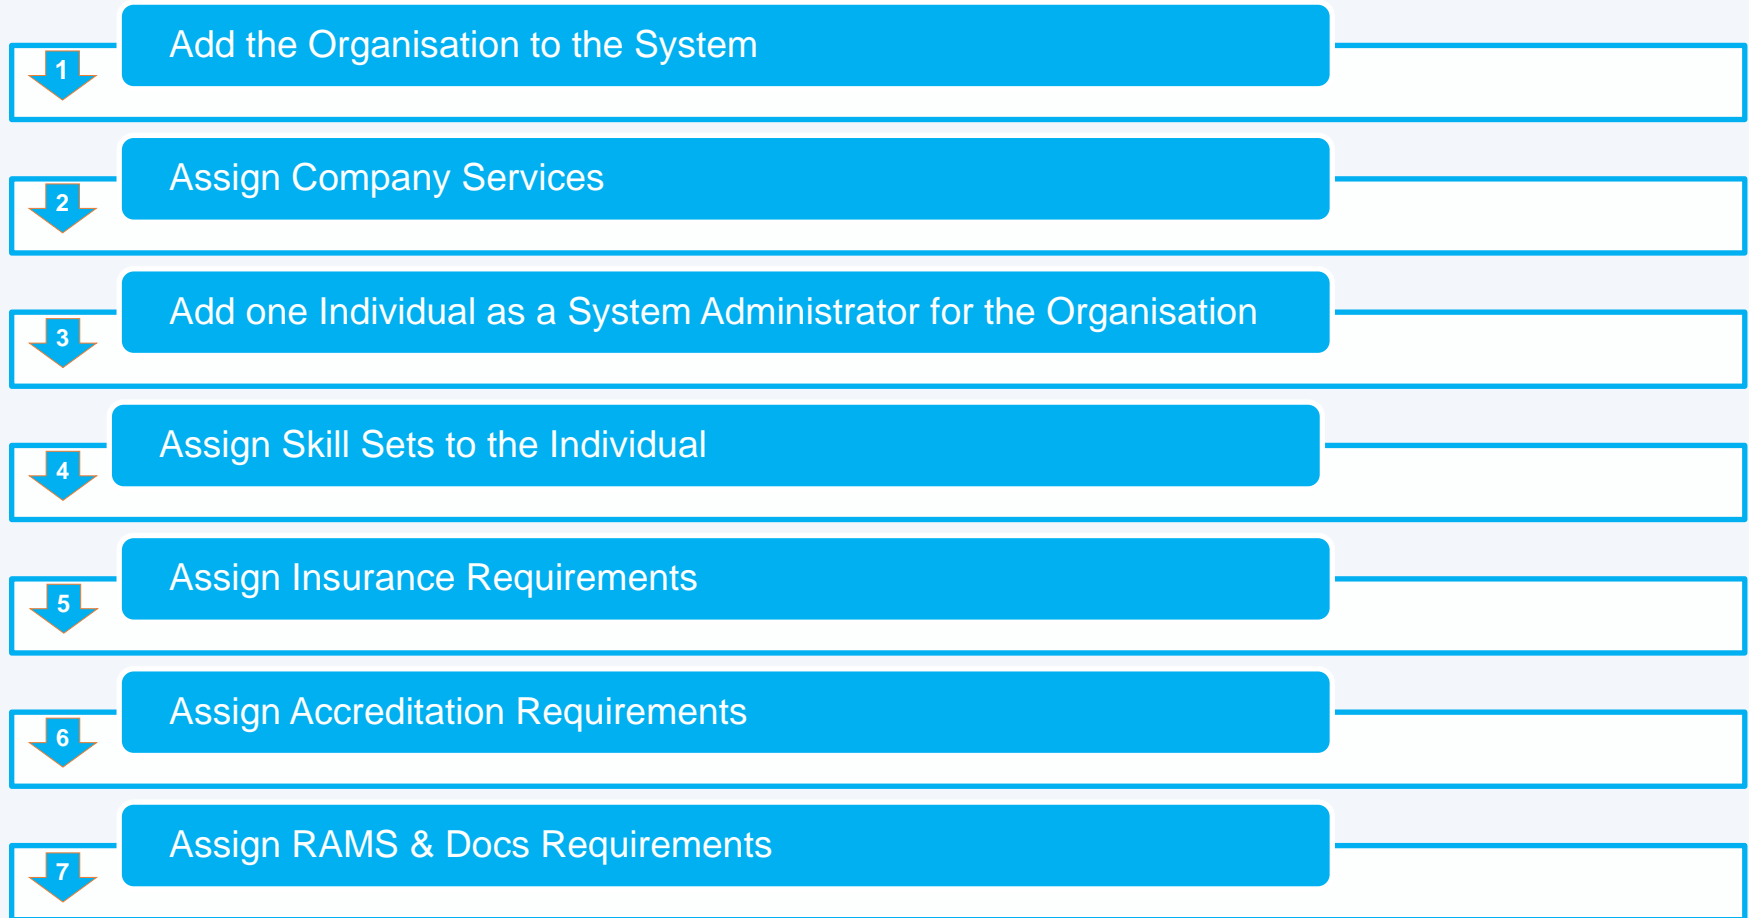 Add the Organisation to the System
1
Assign Company Services
2
Add one Individual as a System Administrator for the Organisation
3
Assign Skill Sets to the Individual
4
Assign Insurance Requirements
5
Assign Accreditation Requirements
6
Assign RAMS & Docs Requirements
7